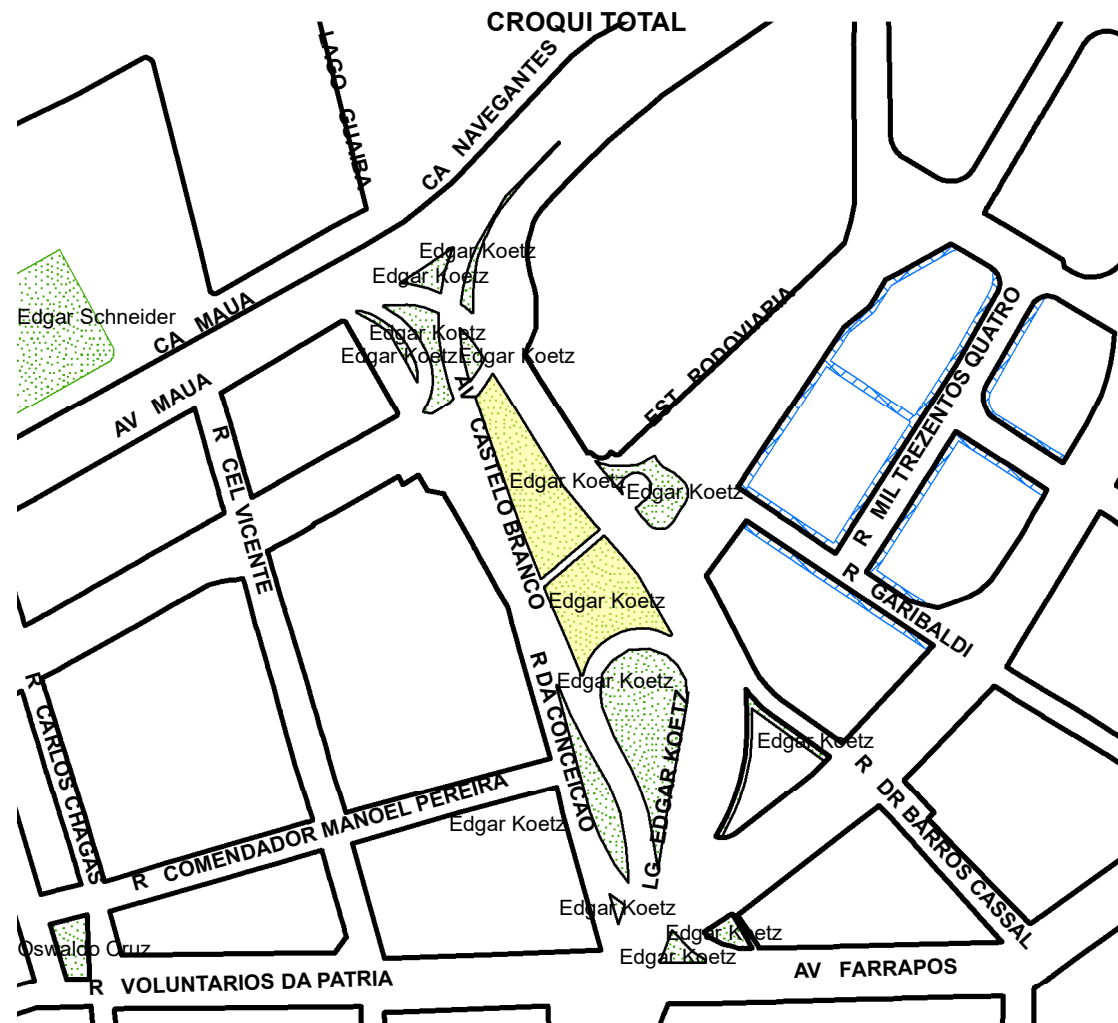 CROQUI TOTAL
LAGO GUAIBA
CA NAVEGANTES
Edgar Koetz
Edgar Koetz
Edgar Schneider
CA MAUA
Edgar Koetz
Edgar Koetz
Edgar Koetz
EST. RODOVIARIA
R MIL TREZENTOS QUATRO
AV MAUA
R CEL VICENTE
AV CASTELO BRANCO
Edgar Koetz
Edgar Koetz
Edgar Koetz
R GARIBALDI
R DA CONCEICAO
Edgar Koetz
LG EDGAR KOETZ
Edgar Koetz
R CARLOS CHAGAS
R COMENDADOR MANOEL PEREIRA
Edgar Koetz
R DR BARROS CASSAL
Edgar Koetz
Edgar Koetz
Edgar Koetz
Oswaldo Cruz
R VOLUNTARIOS DA PATRIA
AV FARRAPOS